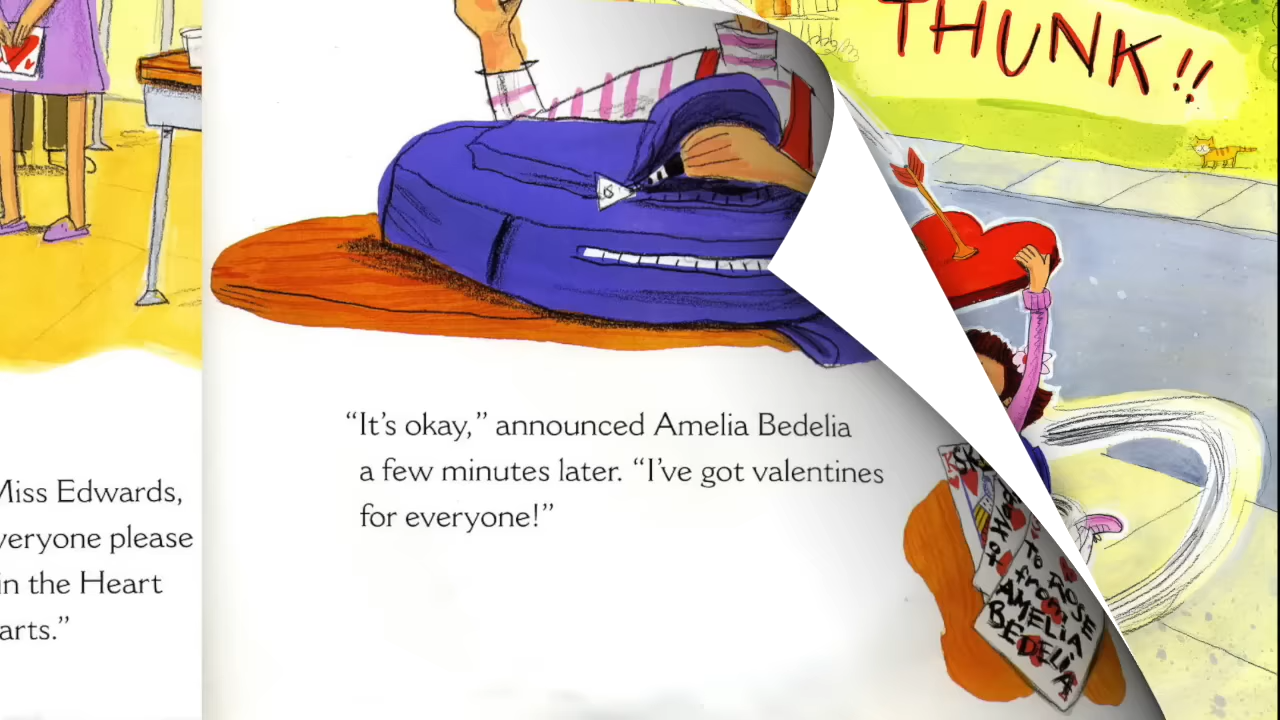 Miss Edwards,
everyone please
in the Heart
arts.”
“It’s okay,” announced Amelia Bedelia
a few minutes later. “I’ve got valentines
for everyone!”
TO ROSE
from
AMELIA
BEDELIA
THUNK!!